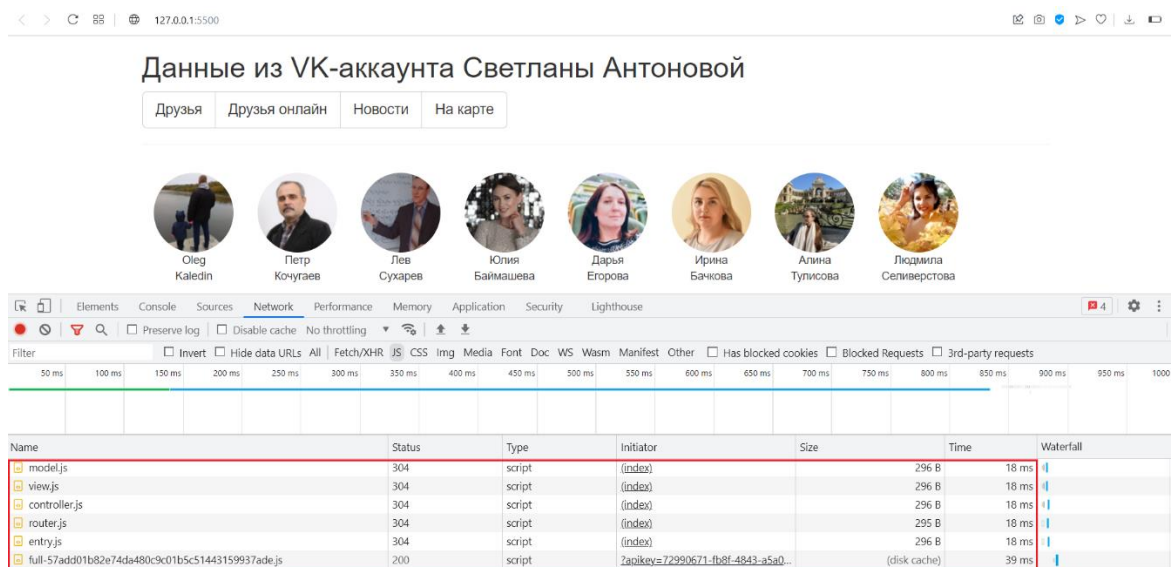 127.0.0.1:5500
Данные из VK-аккаунта Светланы Антоновой
Друзья Друзья онлайн Новости На карте
Oleg Kaledin
Петр Кочугаев
Лев Сухарев
Юлия Баймашева
Дарья Егорова
Ирина Бачкова
Алина Туписова
Людмила Селиверстова
Elements Console Sources Network Performance Memory Application Security Lighthouse 4
Preserve log Disable cache No throttling
Filter Invert Hide data URLs All Fetch/XHR JS CSS Img Media Font Doc WS Wasm Manifest Other Has blocked cookies Blocked Requests 3rd-party requests
50 ms 100 ms 150 ms 200 ms 250 ms 300 ms 350 ms 400 ms 450 ms 500 ms 550 ms 600 ms 650 ms 700 ms 750 ms 800 ms 850 ms 900 ms 950 ms 1000
Name Status Type Initiator Size Time Waterfall
model.js 304 script (index) 296 B 18 ms
view.js 304 script (index) 296 B 18 ms
controller.js 304 script (index) 296 B 18 ms
router.js 304 script (index) 295 B 18 ms
entry.js 304 script (index) 296 B 18 ms
full-57add01b82e74da480c9c01b5c51443159937ade.js 200 script ?apikey=72990671-fb8f-4843-a5a0... (disk cache) 39 ms